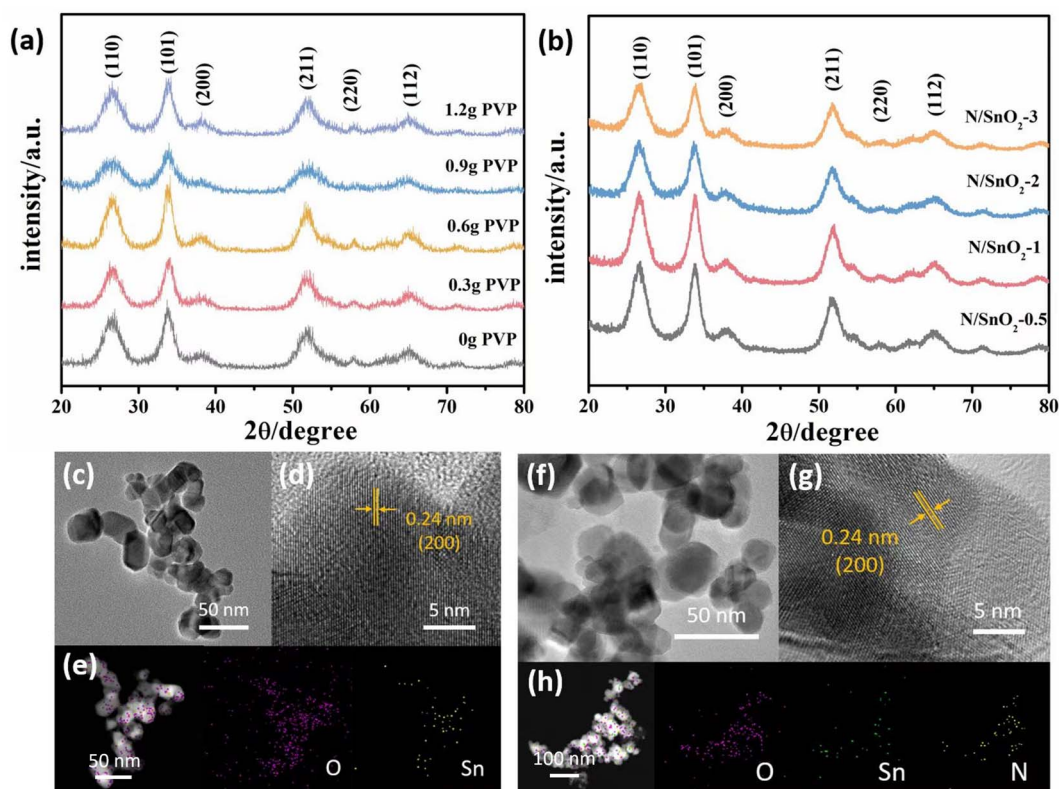 (a)
(110)
(101)
(200)
(211)
(220)
(112)
1.2g PVP
0.9g PVP
0.6g PVP
0.3g PVP
0g PVP
intensity/a.u.
20 30 40 50 60 70 80
2θ/degree
(b)
(110)
(101)
(200)
(211)
(220)
(112)
N/SnO₂-3
N/SnO₂-2
N/SnO₂-1
N/SnO₂-0.5
intensity/a.u.
20 30 40 50 60 70 80
2θ/degree
(c)
50 nm
(d)
0.24 nm
(200)
5 nm
(e)
50 nm
O
Sn
(f)
50 nm
(g)
0.24 nm
(200)
5 nm
(h)
100 nm
O
Sn
N